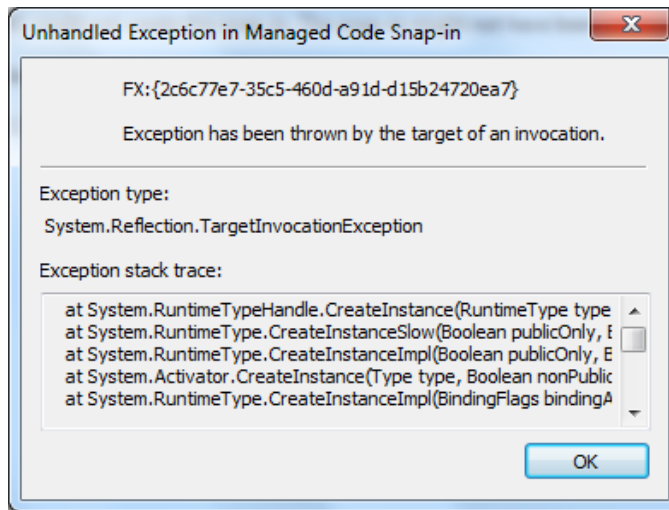 Unhandled Exception in Managed Code Snap-in
FX:{2c6c77e7-35c5-460d-a91d-d15b24720ea7}
Exception has been thrown by the target of an invocation.
Exception type:
System.Reflection.TargetInvocationException
Exception stack trace:
at System.RuntimeTypeHandle.CreateInstance(RuntimeType type
at System.RuntimeType.CreateInstanceSlow(Boolean publicOnly,
at System.RuntimeType.CreateInstanceImpl(Boolean publicOnly,
at System.Activator.CreateInstance(Type type, Boolean nonPublic
at System.RuntimeType.CreateInstanceImpl(BindingFlags bindingA
OK